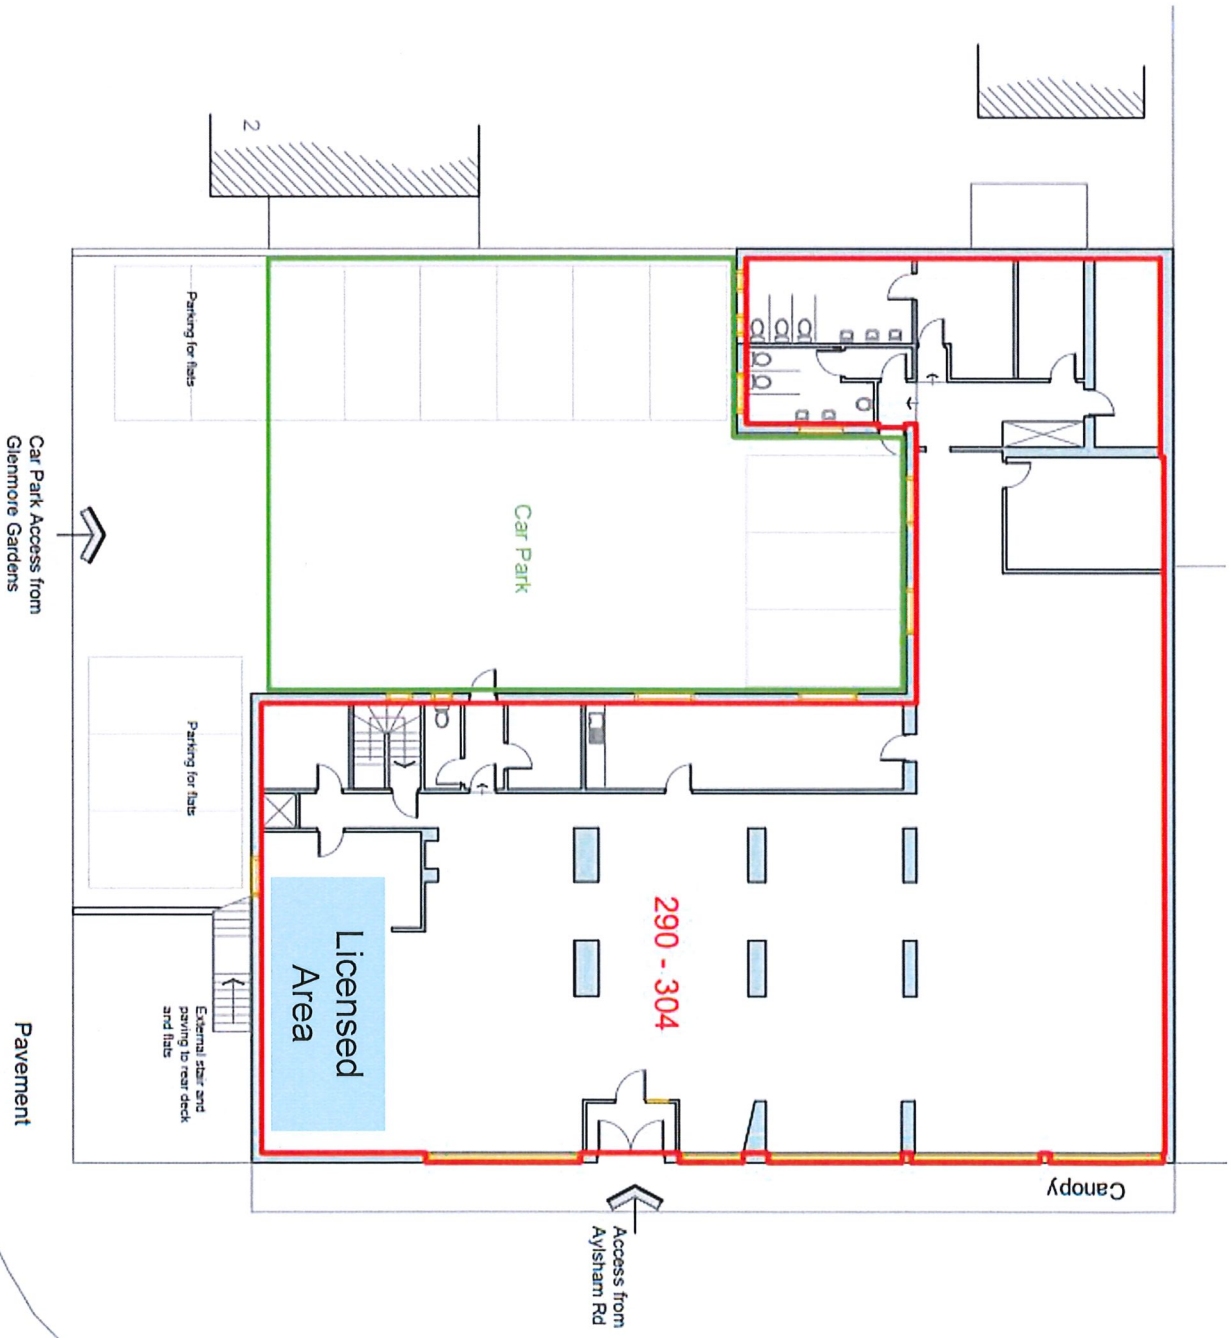 2
Parking for flats
Car Park Access from
Glenmore Gardens
Car Park
Parking for flats
290 - 304
Licensed
Area
External stair and
paving to rear deck
and flats
Pavement
Canopy
Access from
Aylsham Rd